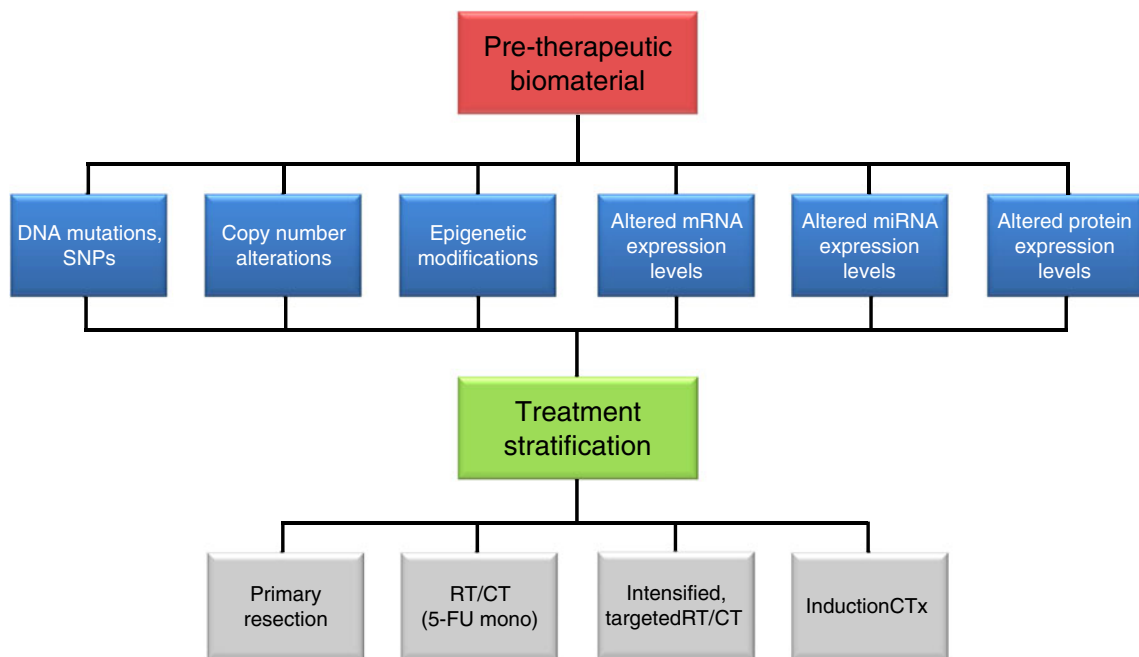 Pre-therapeutic
biomaterial
DNA mutations,
SNPs
Copy number
alterations
Epigenetic
modifications
Altered mRNA
expression
levels
Altered miRNA
expression
levels
Altered protein
expression
levels
Treatment
stratification
Primary
resection
RT/CT
(5-FU mono)
Intensified,
targetedRT/CT
InductionCTx